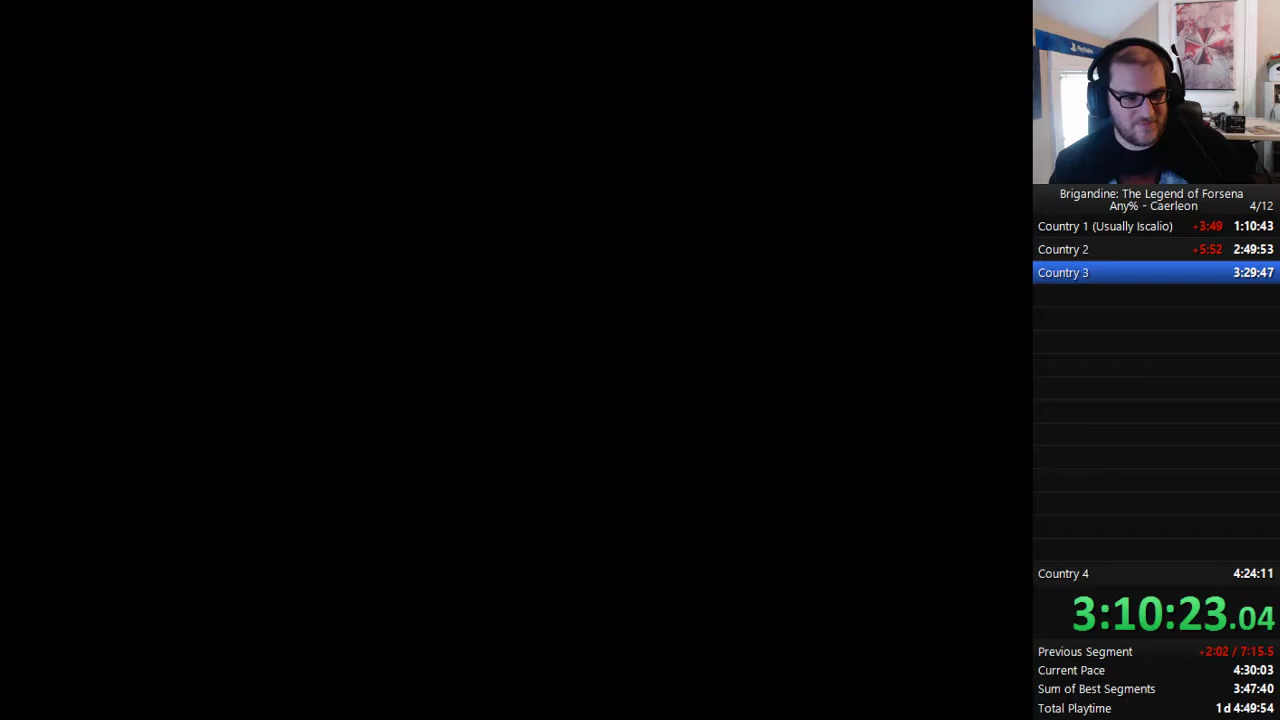 PlayStation
Brigandine: The Legend of Forsena
Any% - Caerleon 4/12
Country 1 (Usually Iscalio) +3:49 1:10:43
Country 2 +5:52 2:49:53
Country 3 3:29:47
Country 4 4:24:11
3:10:23.04
Previous Segment +2:02 / 7:15.5
Current Pace 4:30:03
Sum of Best Segments 3:47:40
Total Playtime 1 d 4:49:54